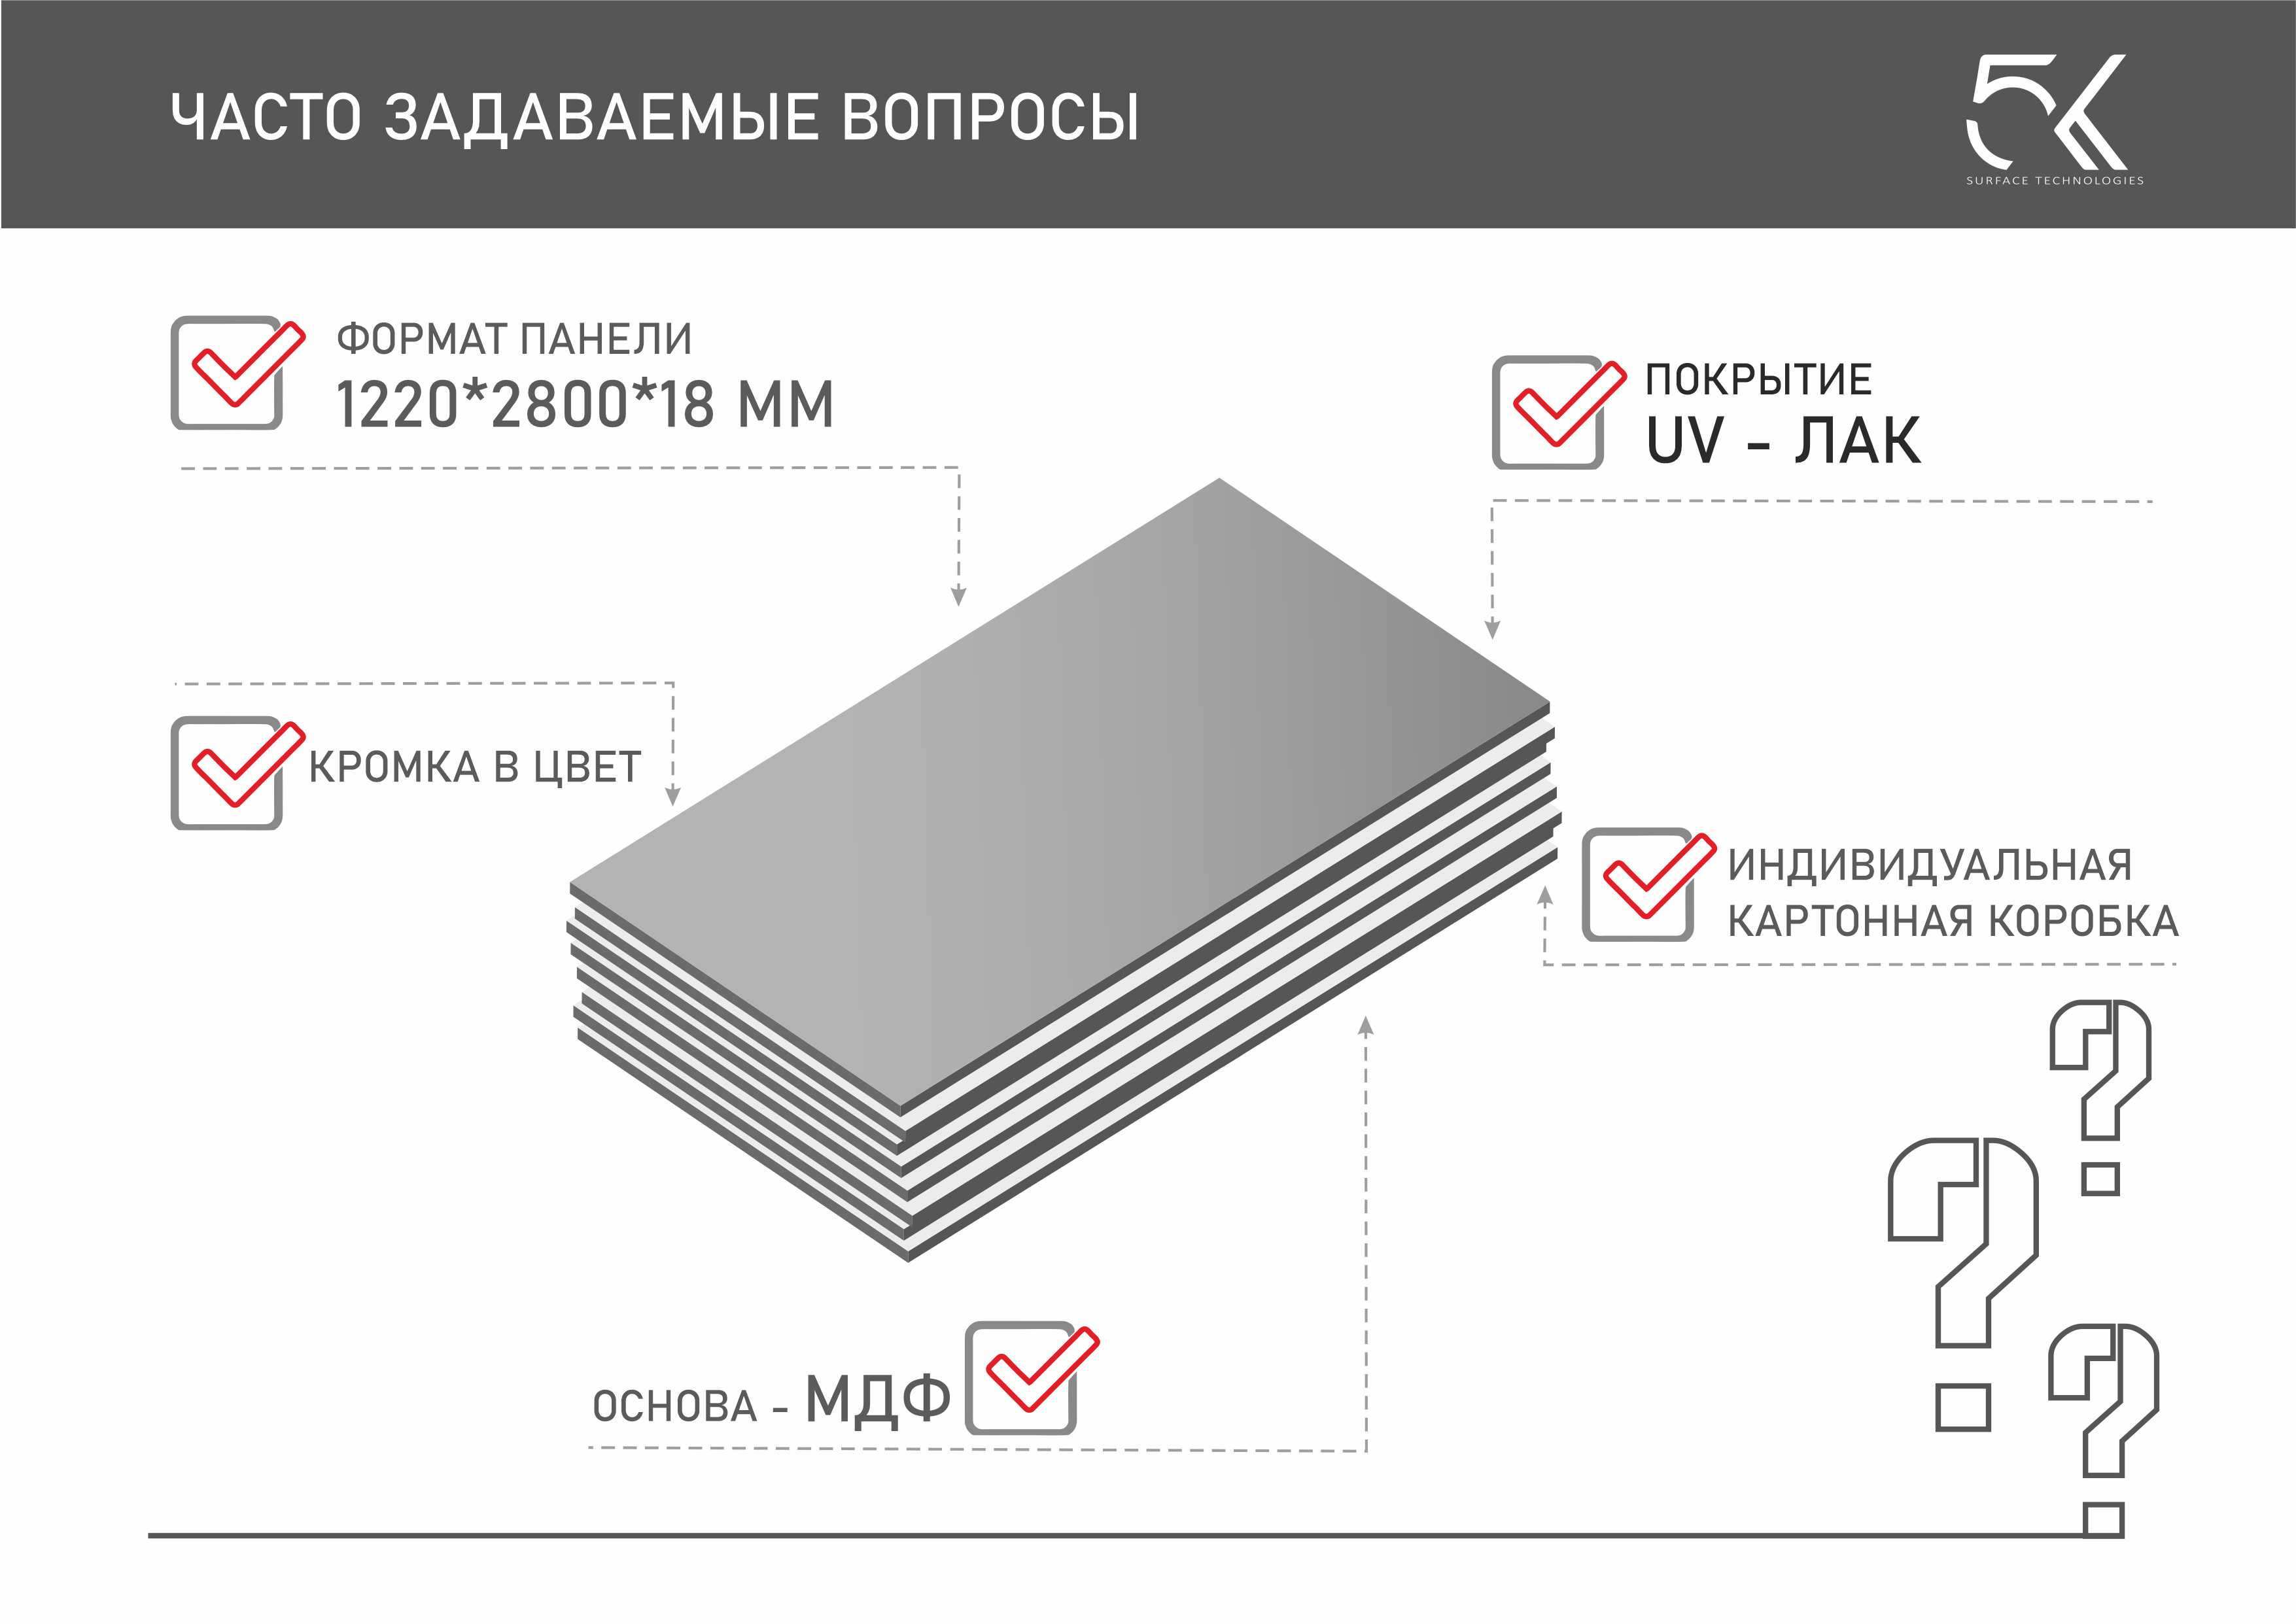 ЧАСТО ЗАДАВАЕМЫЕ ВОПРОСЫ
5K
SURFACE TECHNOLOGIES
ФОРМАТ ПАНЕЛИ
1220*2800*18 ММ
ПОКРЫТИЕ
UV - ЛАК
КРОМКА В ЦВЕТ
ИНДИВИДУАЛЬНАЯ
КАРТОННАЯ КОРОБКА
ОСНОВА - МДФ
?
?
?